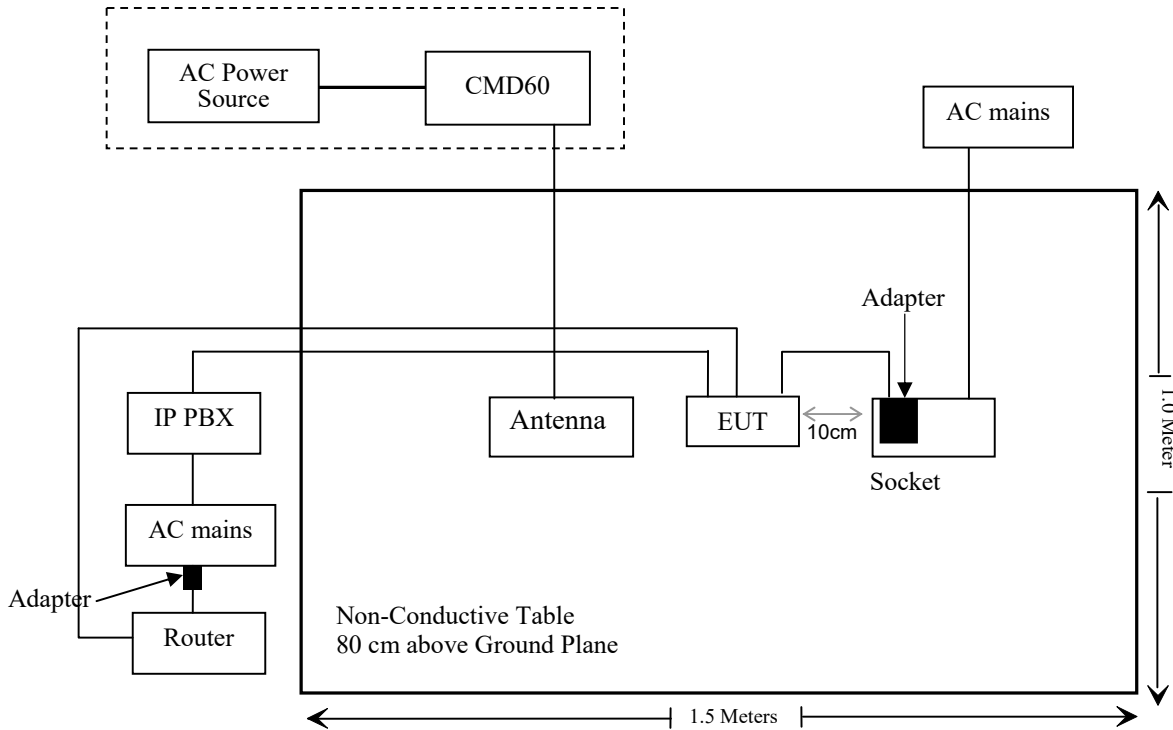 AC Power
Source
CMD60
AC mains
Adapter
IP PBX
Antenna
EUT
10cm
Socket
1.0 Meter
AC mains
Adapter
Router
Non-Conductive Table
80 cm above Ground Plane
1.5 Meters